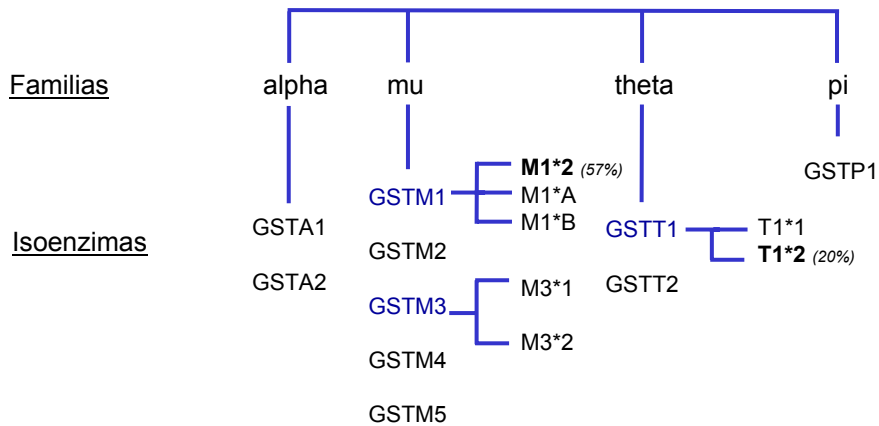 Familias
alpha
mu
theta
pi
Isoenzimas
GSTA1
GSTA2
GSTM1
M1*2 (57%)
M1*A
M1*B
GSTM2
GSTM3
M3*1
M3*2
GSTM4
GSTM5
GSTT1
T1*1
T1*2 (20%)
GSTT2
GSTP1